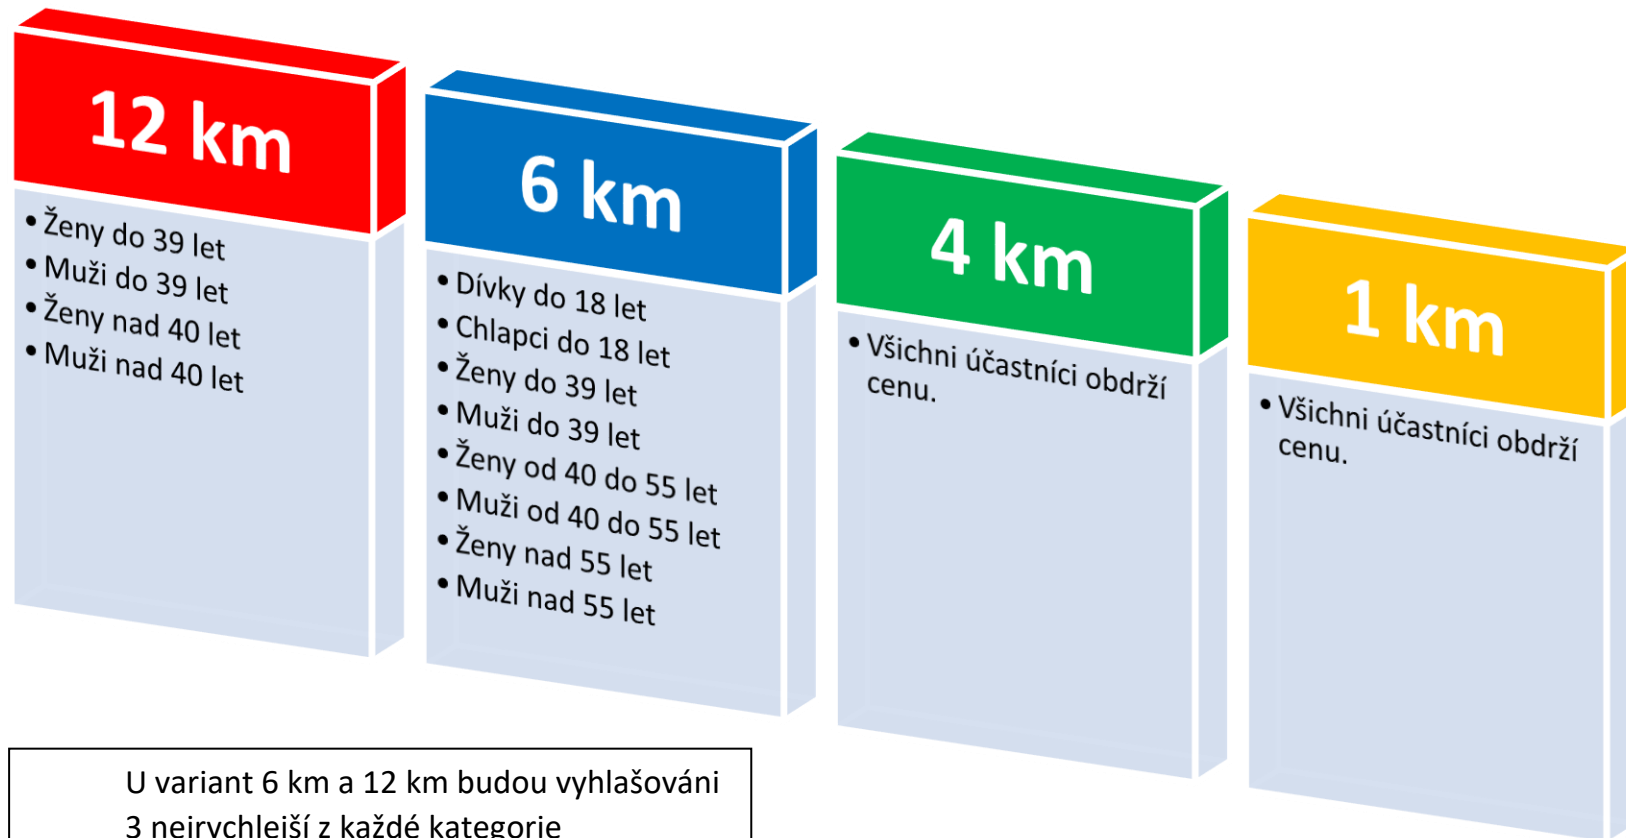 12 km
• Ženy do 39 let
• Muži do 39 let
• Ženy nad 40 let
• Muži nad 40 let
6 km
• Dívky do 18 let
• Chlapci do 18 let
• Ženy do 39 let
• Muži do 39 let
• Ženy od 40 do 55 let
• Muži od 40 do 55 let
• Ženy nad 55 let
• Muži nad 55 let
4 km
• Všichni účastníci obdrží
cenu.
1 km
• Všichni účastníci obdrží
cenu.
U variant 6 km a 12 km budou vyhlašováni
3 nejrychlejší z každé kategorie